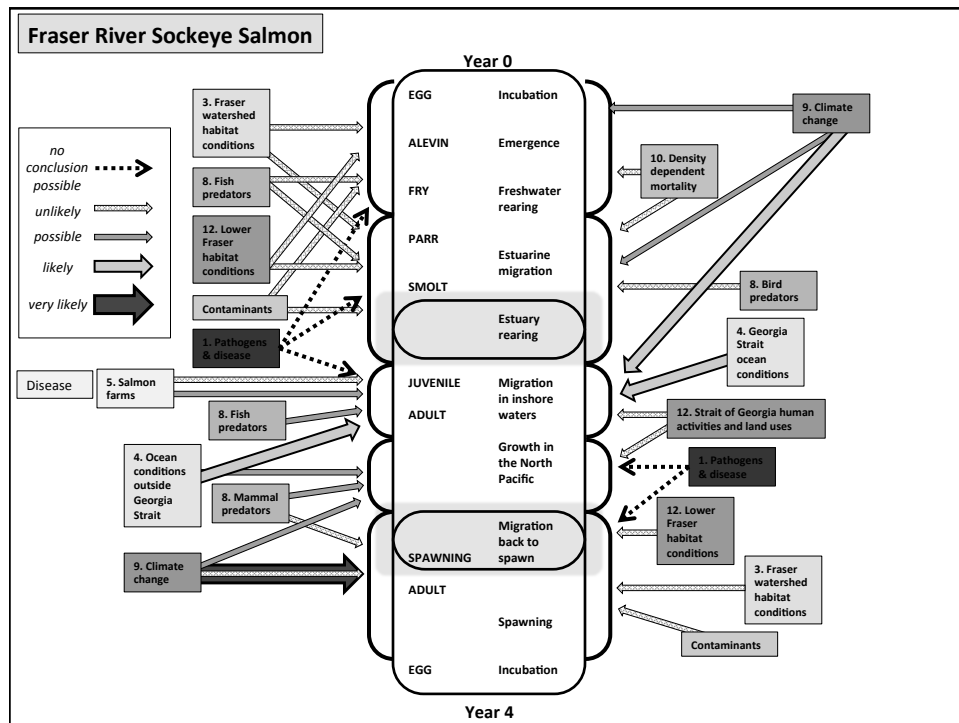 Fraser River Sockeye Salmon
Year 0
no
conclusion
possible
unlikely
possible
likely
very likely
3. Fraser
watershed
habitat
conditions
8. Fish
predators
12. Lower
Fraser
habitat
conditions
Contaminants
1. Pathogens
& disease
Disease
5. Salmon
farms
8. Fish
predators
4. Ocean
conditions
outside
Georgia
Strait
8. Mammal
predators
9. Climate
change
EGG
Incubation
ALEVIN
Emergence
FRY
Freshwater
rearing
PARR
Estuarine
migration
SMOLT
Estuary
rearing
JUVENILE
Migration
in inshore
waters
ADULT
Growth in
the North
Pacific
Migration
back to
spawn
SPAWNING
ADULT
Spawning
EGG
Incubation
9. Climate
change
10. Density
dependent
mortality
8. Bird
predators
4. Georgia
Strait
ocean
conditions
12. Strait of Georgia human
activities and land uses
1. Pathogens
& disease
12. Lower
Fraser
habitat
conditions
3. Fraser
watershed
habitat
conditions
Contaminants
Year 4